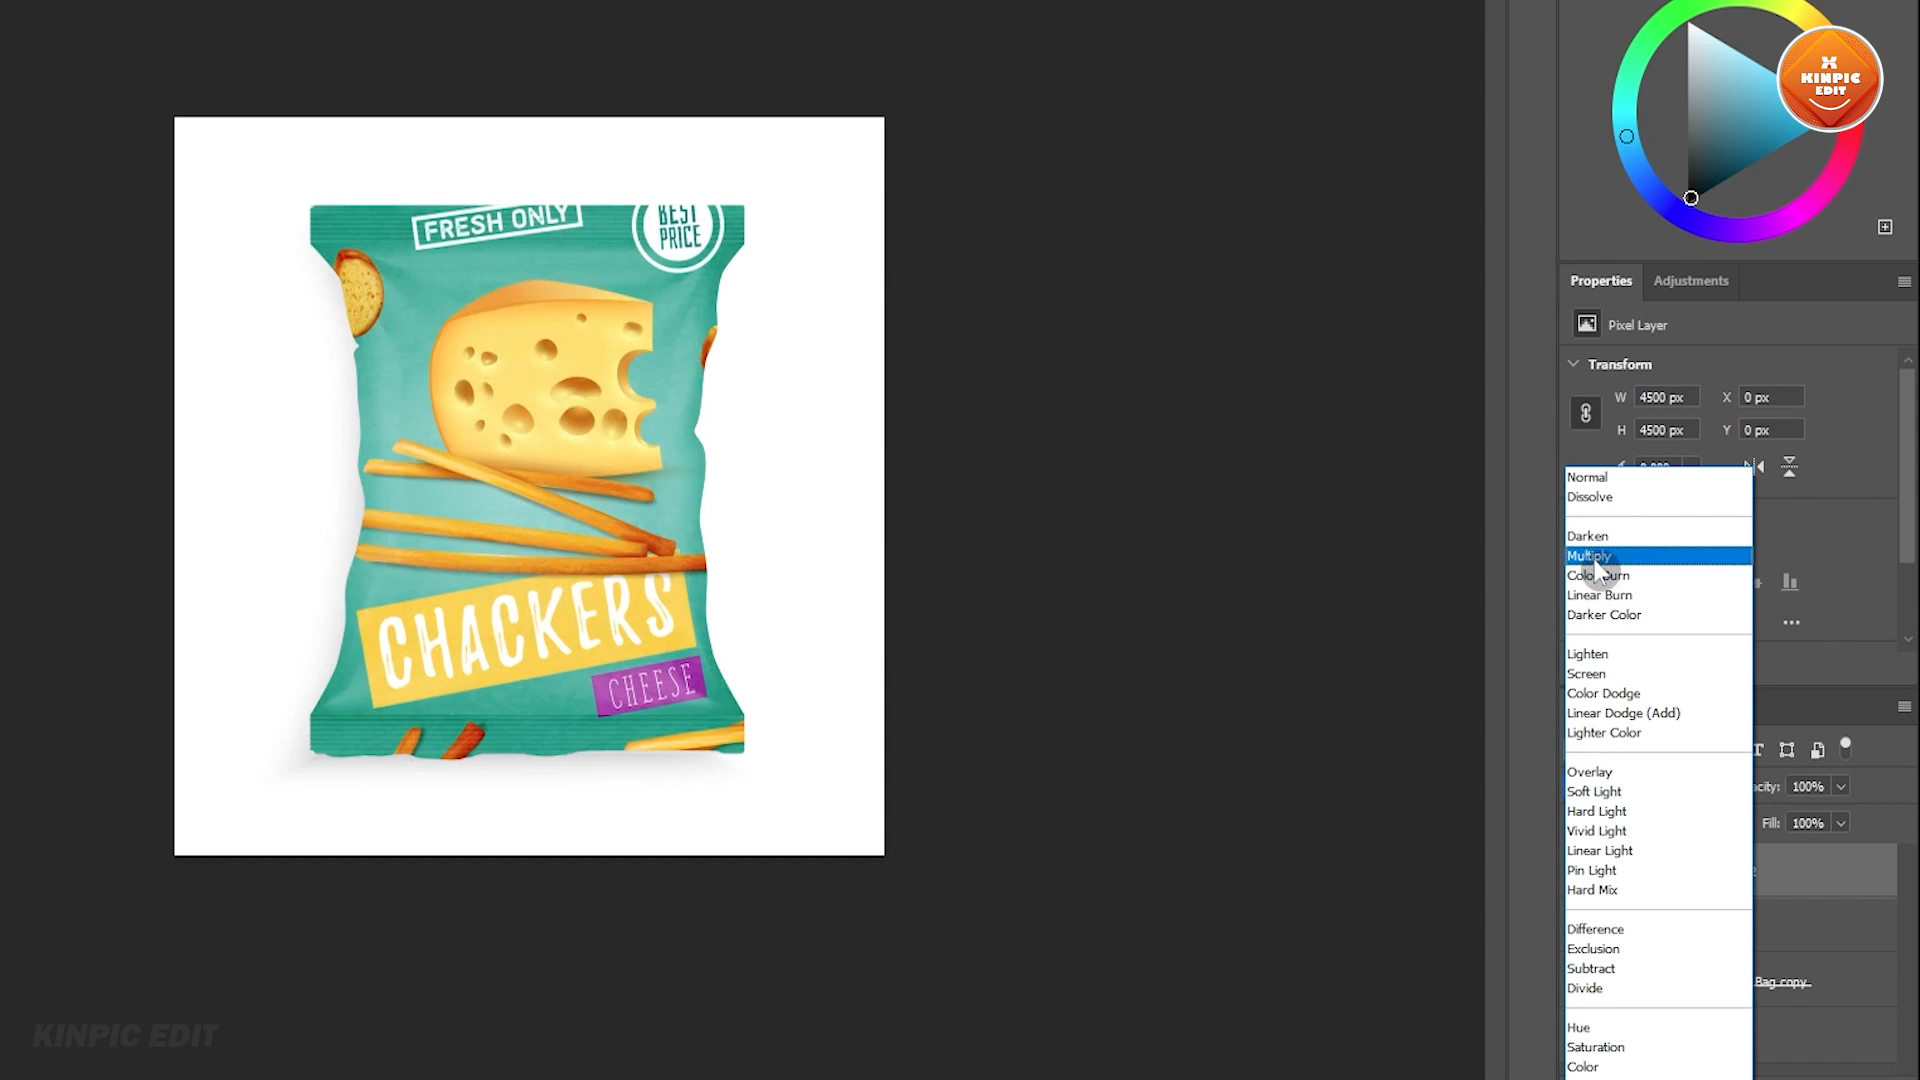 KINPIC
EDIT
FRESH ONLY
BEST
PRICE
CHACKERS
CHEESE
Properties
Adjustments
Pixel Layer
Transform
W 4500 px X 0 px
H 4500 px Y 0 px
Normal
Dissolve
Darken
Multiply
Color Burn
Linear Burn
Darker Color
Lighten
Screen
Color Dodge
Linear Dodge (Add)
Lighter Color
Overlay
Soft Light
Hard Light
Vivid Light
Linear Light
Pin Light
Hard Mix
Difference
Exclusion
Subtract
Divide
Hue
Saturation
Color
100%
Fill: 100%
Bag copy
KINPIC EDIT